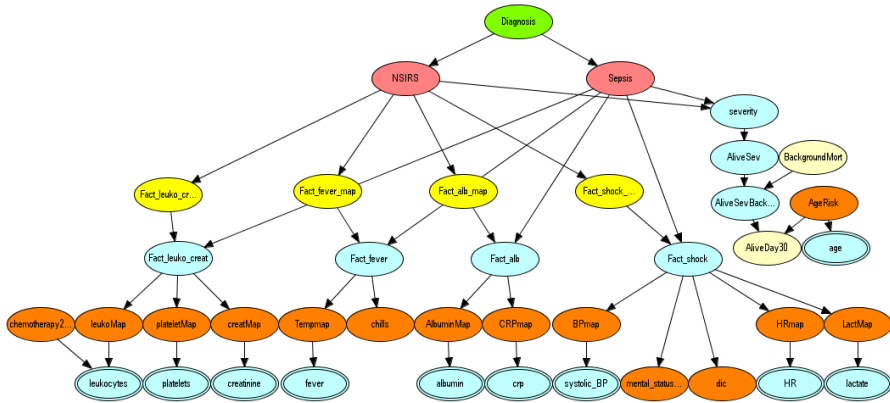 Diagnosis
NSIRS
Sepsis
severity
AliveSev
BackgroundMort
Fact_leuko_cr...
Fact_fever_map
Fact_alb_map
Fact_shock_...
AliveSevBack...
AgeRisk
Fact_leuko_creat
Fact_fever
Fact_alb
Fact_shock
AliveDay30
age
chemotherapy2...
leukoMap
plateletMap
creatMap
Tempmap
chills
AlbuminMap
CRPmap
BPmap
HRmap
LactMap
leukocytes
platelets
creatinine
fever
albumin
crp
systolic_BP
mental_status...
dic
HR
lactate